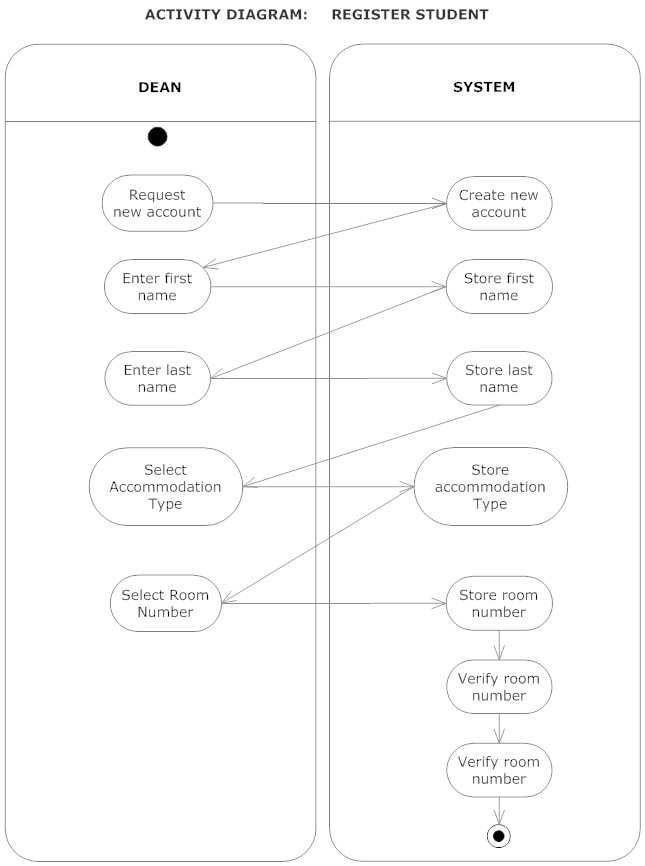 ACTIVITY DIAGRAM: REGISTER STUDENT
DEAN
SYSTEM
Request
new account
Create new
account
Enter first
name
Store first
name
Enter last
name
Store last
name
Select
Accommodation
Type
Store
accommodation
Type
Select Room
Number
Store room
number
Verify room
number
Verify room
number